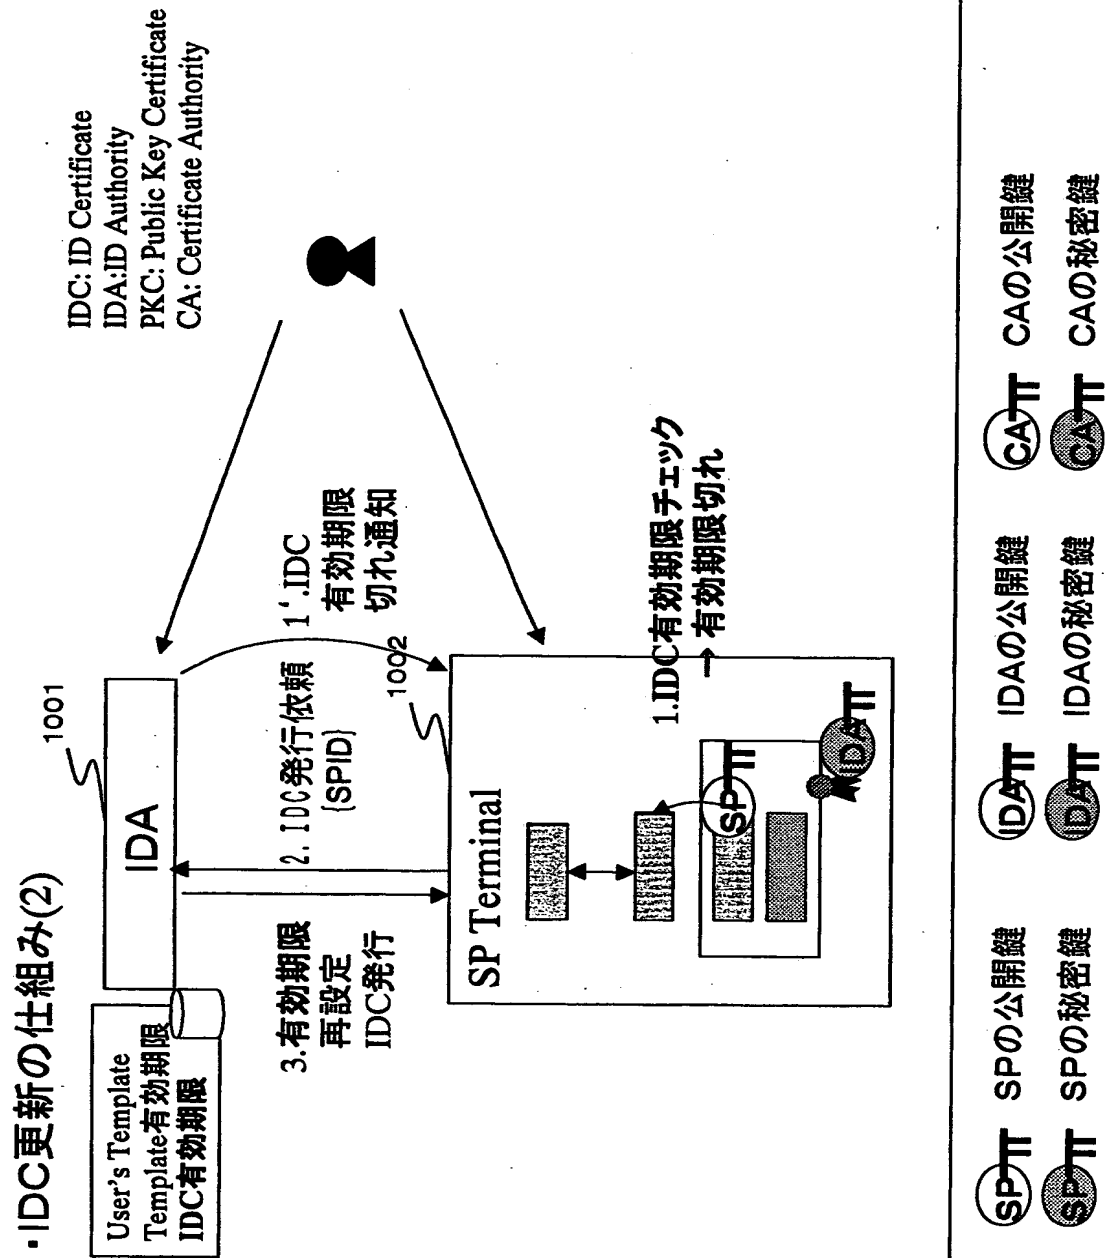 ・IDC更新の仕組み(2)
IDC: ID Certificate
IDA:ID Authority
PKC: Public Key Certificate
CA: Certificate Authority
User's Template
Template有効期限
IDC有効期限
IDA
1001
3.有効期限
再設定
IDC発行
2. IDC発行依頼
{SPID}
1'.IDC
有効期限
切れ通知
1002
SP Terminal
1.IDC有効期限チェック
→有効期限切れ
SP
IDA
SP SPの公開鍵
SP SPの秘密鍵
IDA IDAの公開鍵
IDA IDAの秘密鍵
CA CAの公開鍵
CA CAの秘密鍵